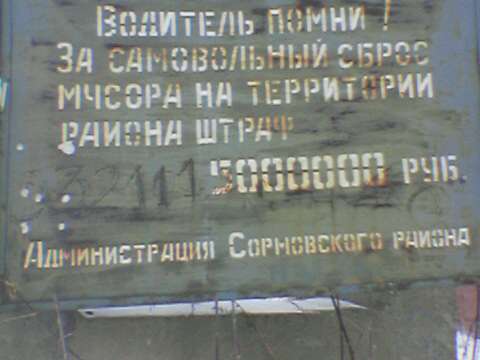 Водитель помни!
За самовольный сброс
мусора на территории
района штраф
5000000 руб.
Администрация Сормовского района